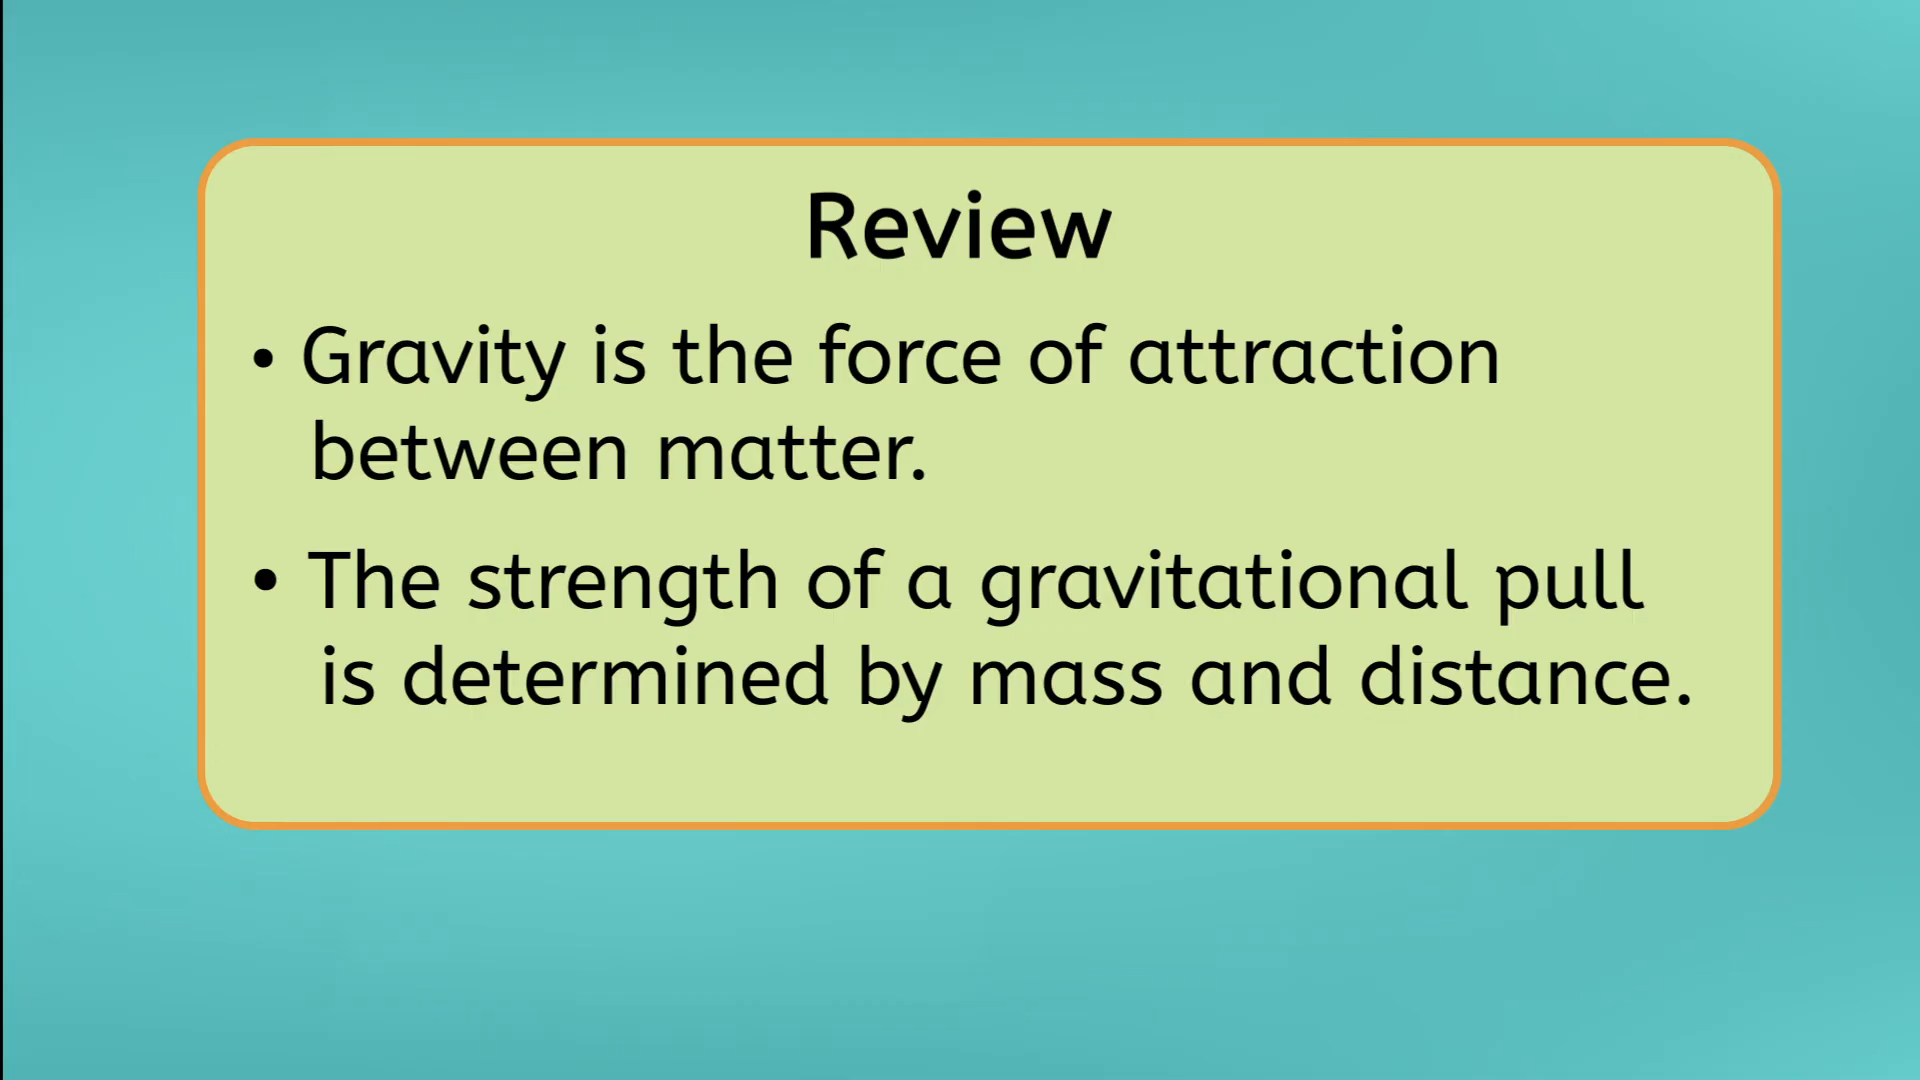 Review
• Gravity is the force of attraction
between matter.
• The strength of a gravitational pull
is determined by mass and distance.